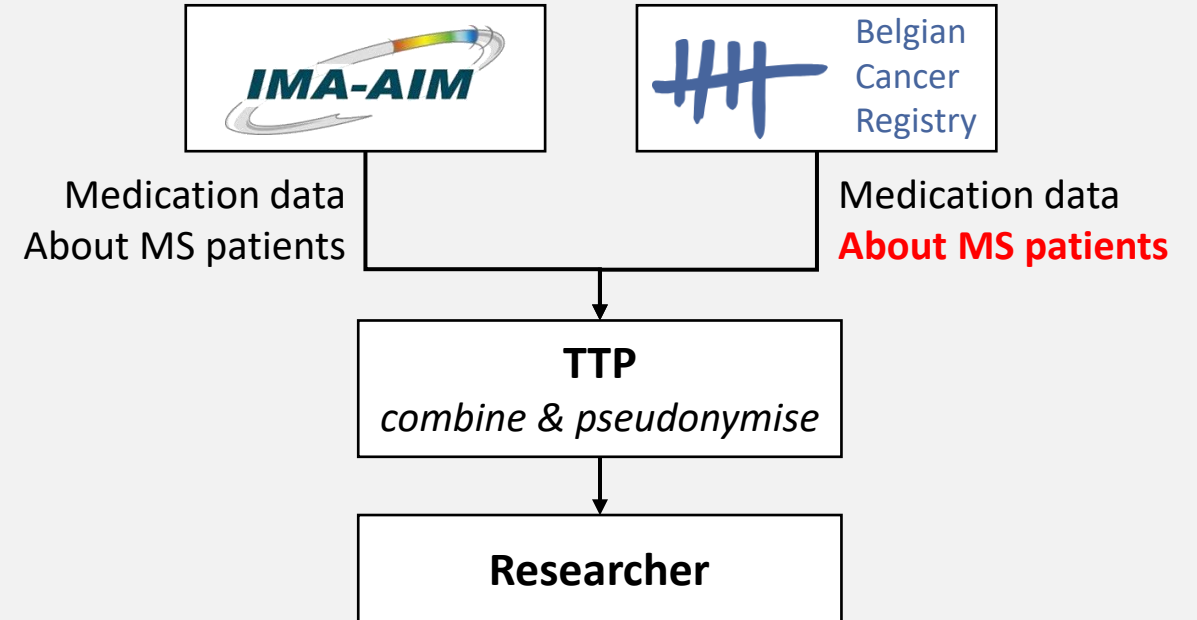 IMA-AIM
Belgian
Cancer
Registry
Medication data
About MS patients
Medication data
About MS patients
TTP
combine & pseudonymise
Researcher